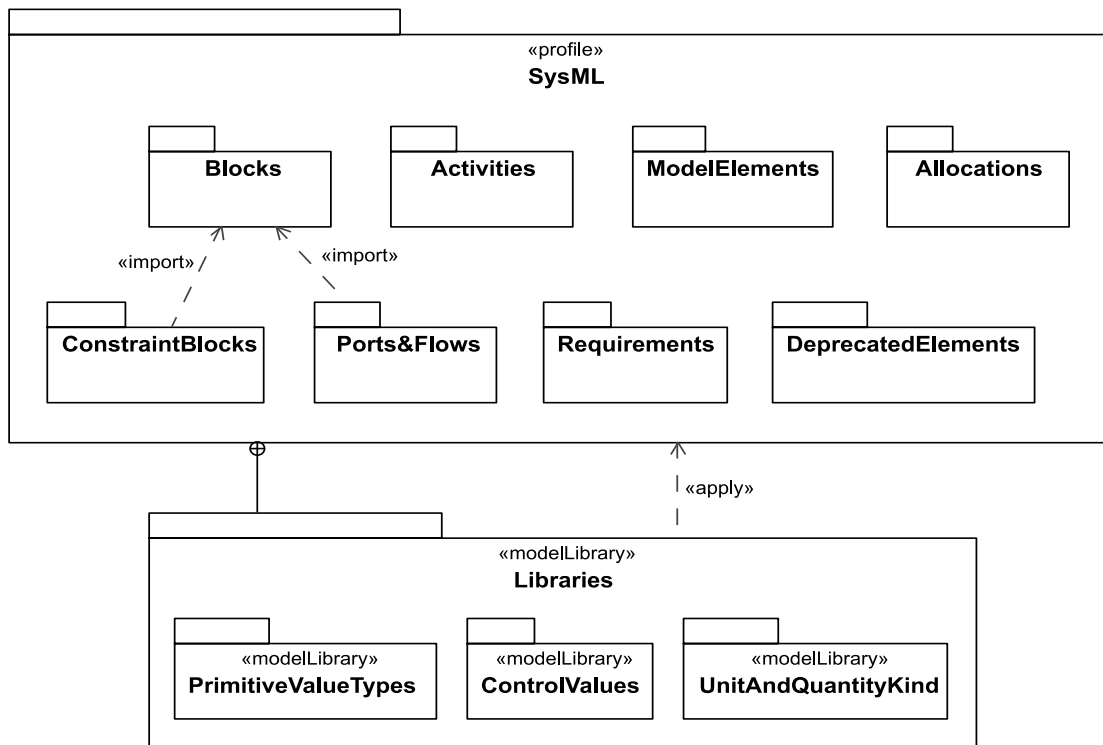 «profile»
SysML
Blocks
Activities
ModelElements
Allocations
«import»
«import»
ConstraintBlocks
Ports&Flows
Requirements
DeprecatedElements
«apply»
«modelLibrary»
Libraries
«modelLibrary»
PrimitiveValueTypes
«modelLibrary»
ControlValues
«modelLibrary»
UnitAndQuantityKind